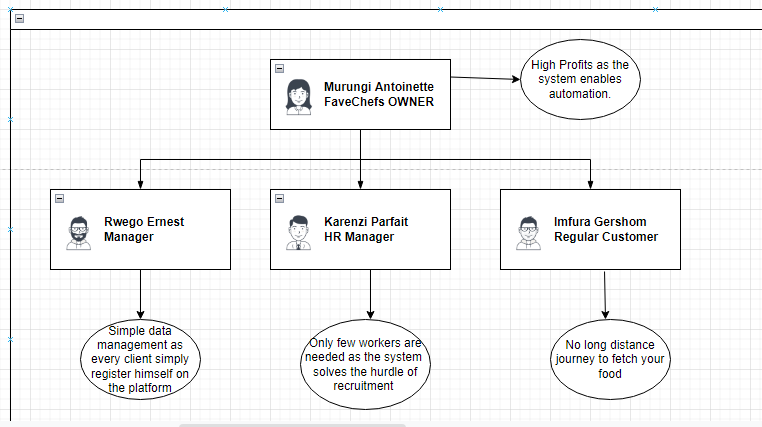 Murungi Antoinette
FaveChefs OWNER
High Profits as the
system enables
automation.
Rwego Ernest
Manager
Karenzi Parfait
HR Manager
Imfura Gershom
Regular Customer
Simple data
management as
every client simply
register himself on
the platform
Only few workers are
needed as the system
solves the hurdle of
recruitment
No long distance
journey to fetch your
food